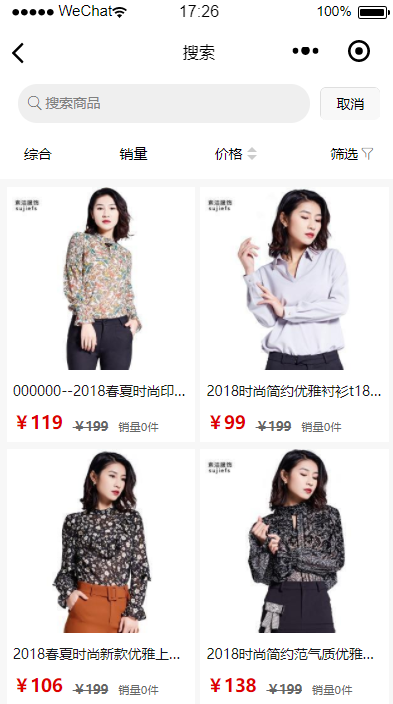 WeChat 17:26 100%
搜索
搜索商品 取消
综合 销量 价格 筛选
素洁服饰
sujiefs
素洁服饰
sujiefs
000000--2018春夏时尚印... 2018时尚简约优雅衬衫t18...
¥119 ¥199 销量0件 ¥99 ¥199 销量0件
素洁服饰
sujiefs
2018春夏时尚新款优雅上... 2018时尚简约范气质优雅...
¥106 ¥199 销量0件 ¥138 ¥199 销量0件